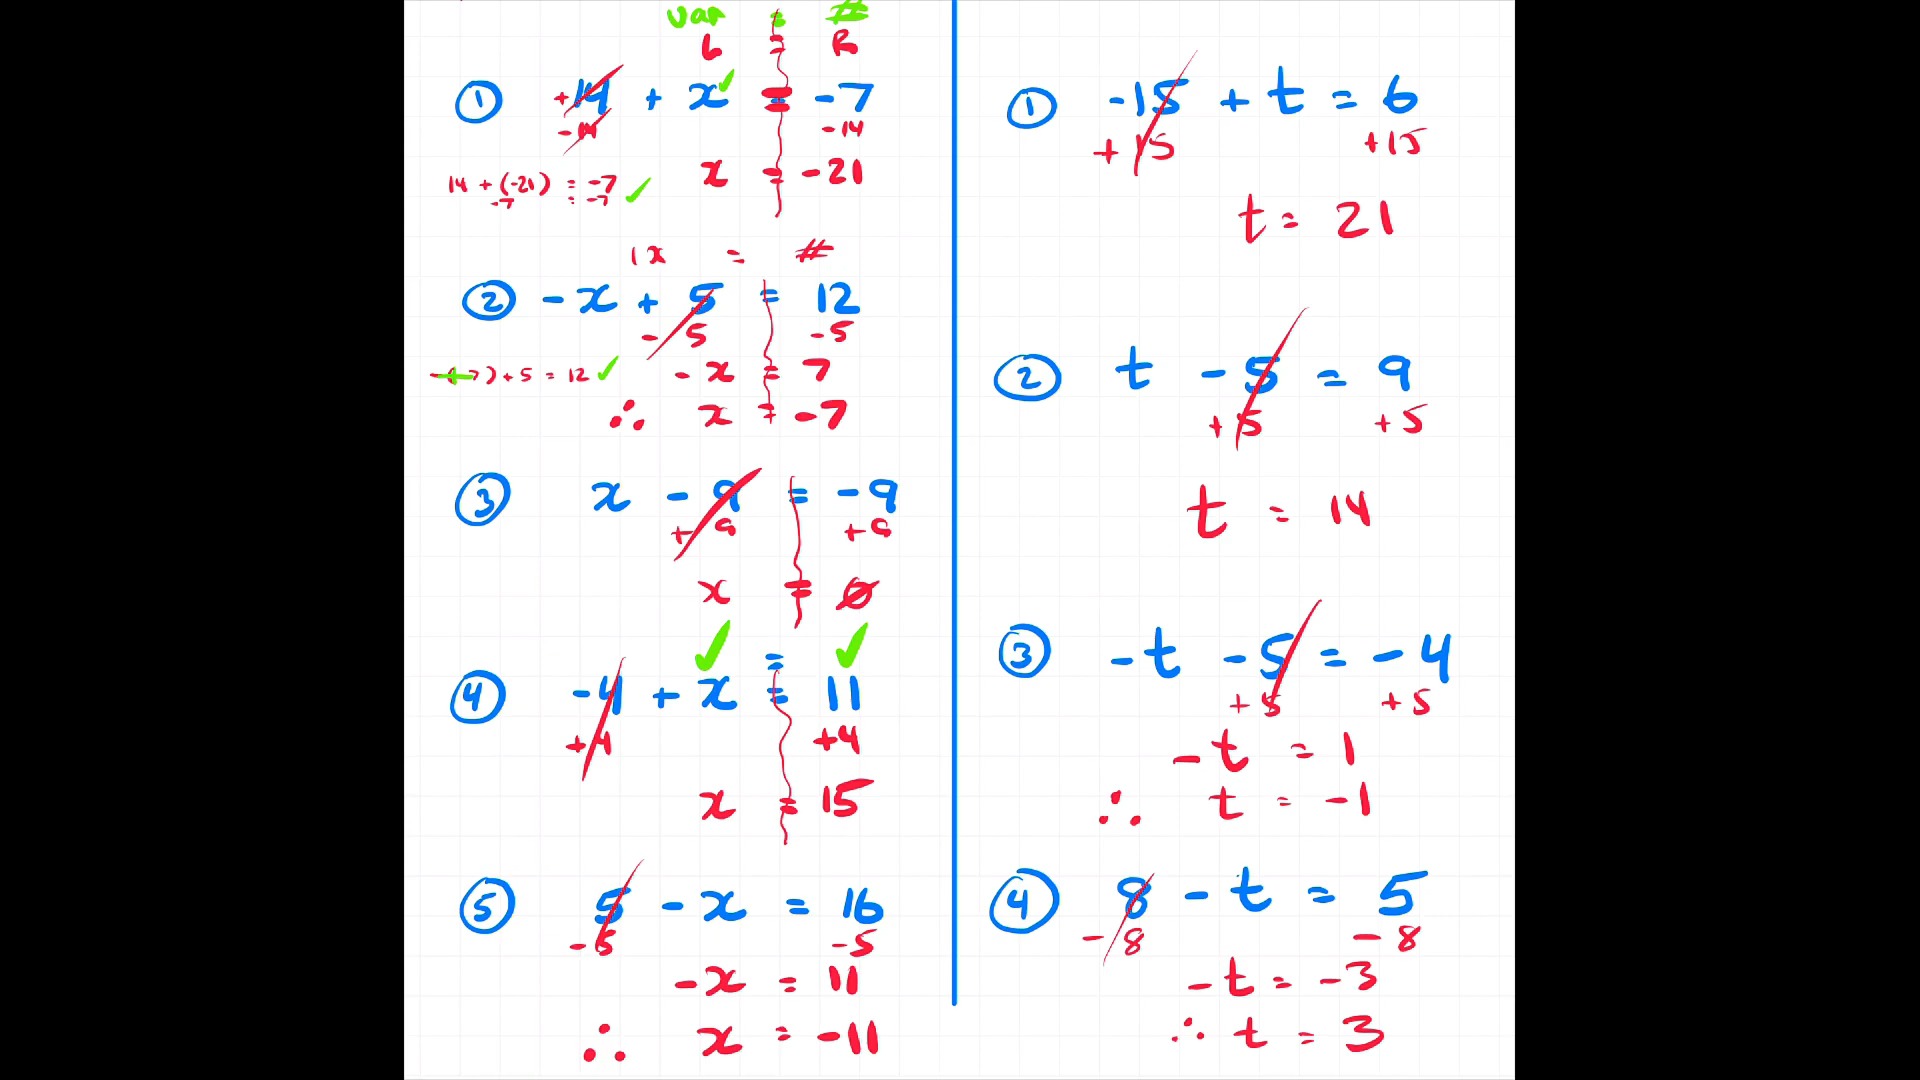 var = #
L = R
① +14 + x = -7
-14 -14
x = -21
14 + (-21) = -7
-7 = -7
1x = #
② -x + 5 = 12
- 5 -5
-x = 7
-(-7) + 5 = 12
∴ x = -7
③ x - 9 = -9
+ 9 +9
x = 0
=
④ -4 + x = 11
+4 +4
x = 15
⑤ 5 - x = 16
-5 -5
-x = 11
∴ x = -11
① -15 + t = 6
+ 15 +15
t = 21
② t - 5 = 9
+ 5 +5
t = 14
③ -t - 5 = -4
+ 5 +5
-t = 1
∴ t = -1
④ 8 - t = 5
- 8 - 8
-t = -3
∴ t = 3